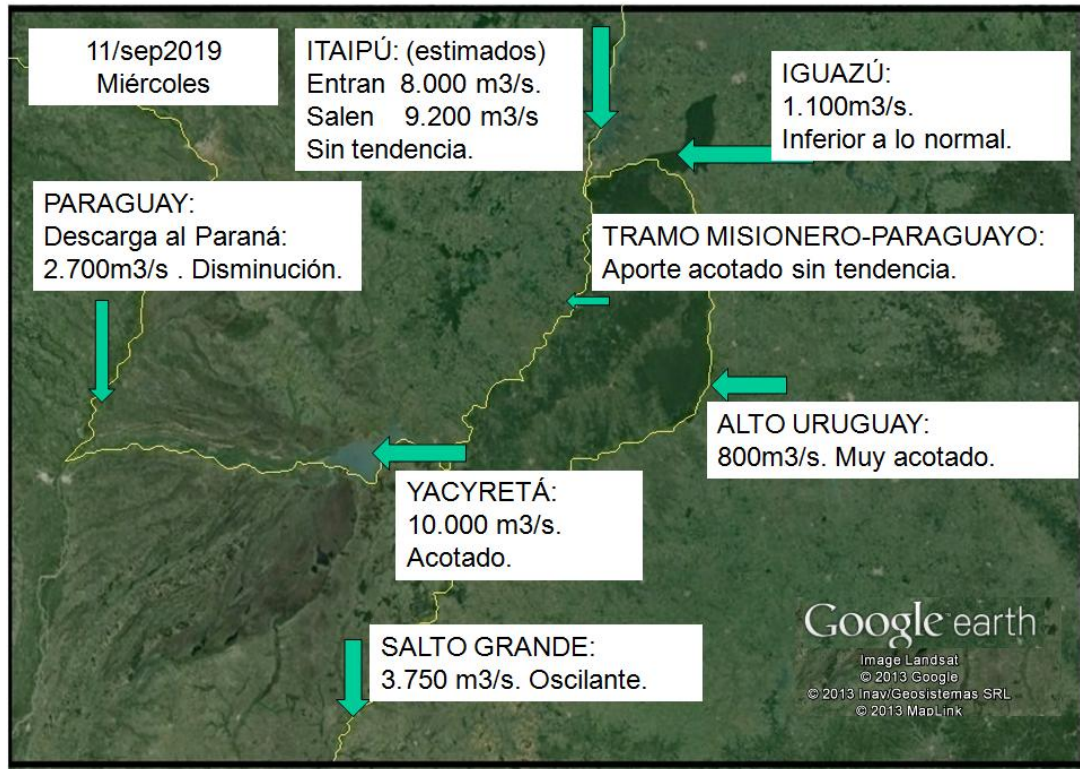 11/sep2019
Miércoles
ITAIPÚ: (estimados)
Entran 8.000 m3/s.
Salen 9.200 m3/s
Sin tendencia.
IGUAZÚ:
1.100m3/s.
Inferior a lo normal.
PARAGUAY:
Descarga al Paraná:
2.700m3/s . Disminución.
TRAMO MISIONERO-PARAGUAYO:
Aporte acotado sin tendencia.
ALTO URUGUAY:
800m3/s. Muy acotado.
YACYRETÁ:
10.000 m3/s.
Acotado.
SALTO GRANDE:
3.750 m3/s. Oscilante.
Google earth
Image Landsat
© 2013 Google
© 2013 Inav/Geosistemas SRL
© 2013 MapLink